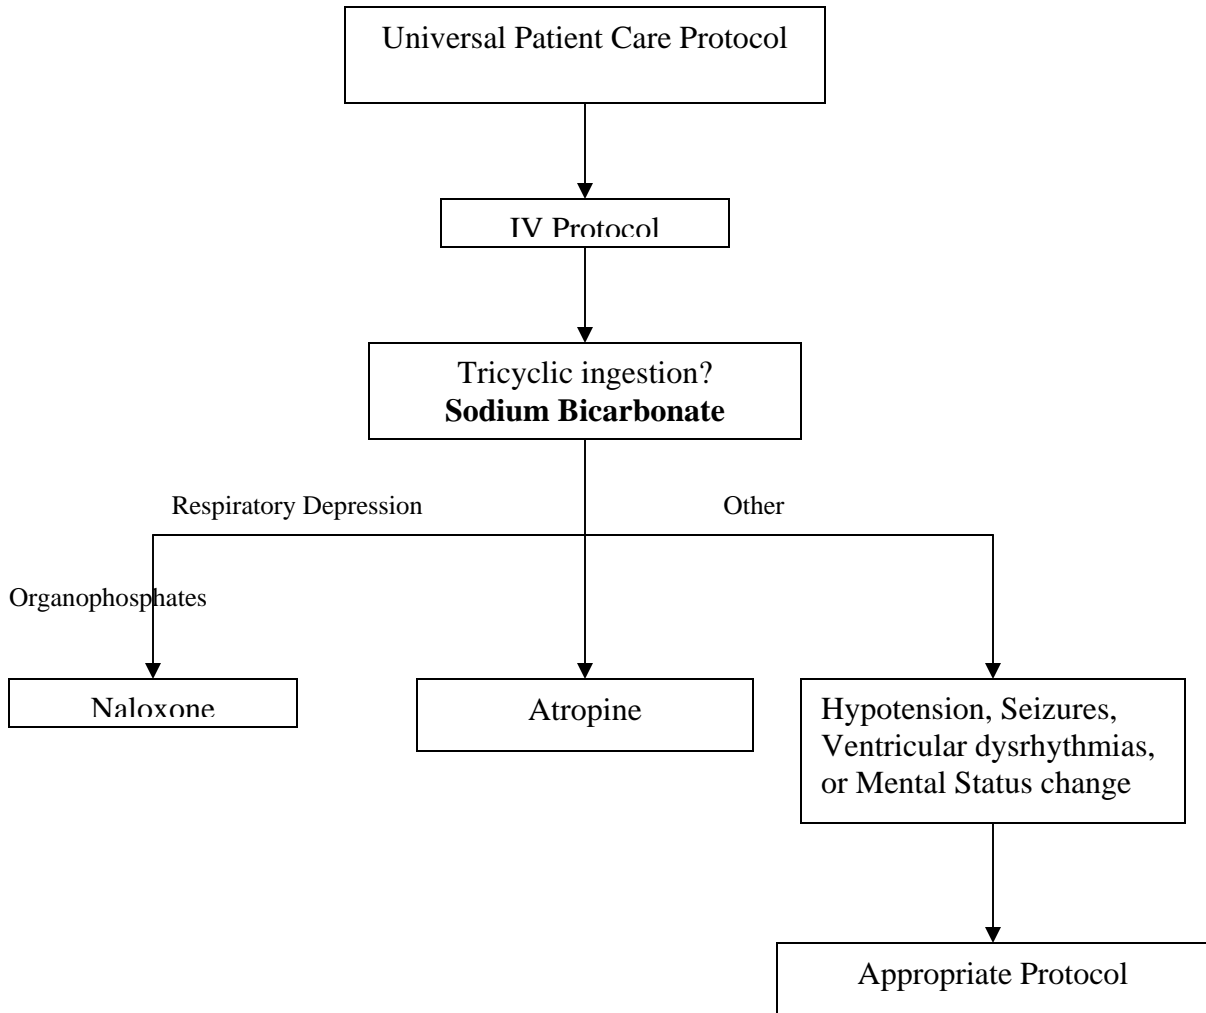 Universal Patient Care Protocol
IV Protocol
Tricyclic ingestion?
Sodium Bicarbonate
Respiratory Depression
Other
Organophosphates
Naloxone
Atropine
Hypotension, Seizures,
Ventricular dysrhythmias,
or Mental Status change
Appropriate Protocol